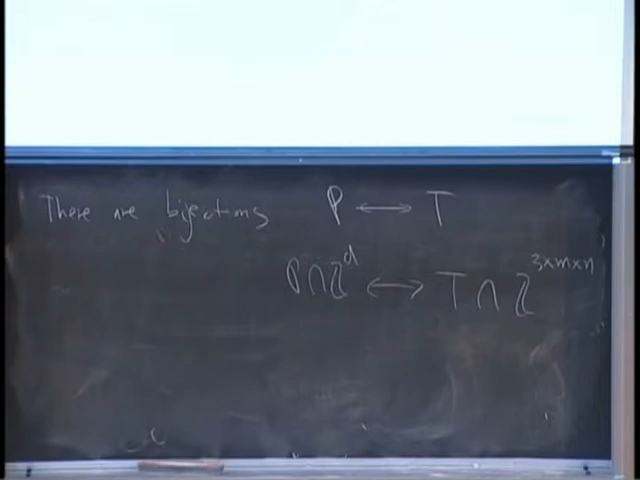 There are bijections P ↔ T
P∩ℤ^d ↔ T ∩ ℤ^{3×m×n}